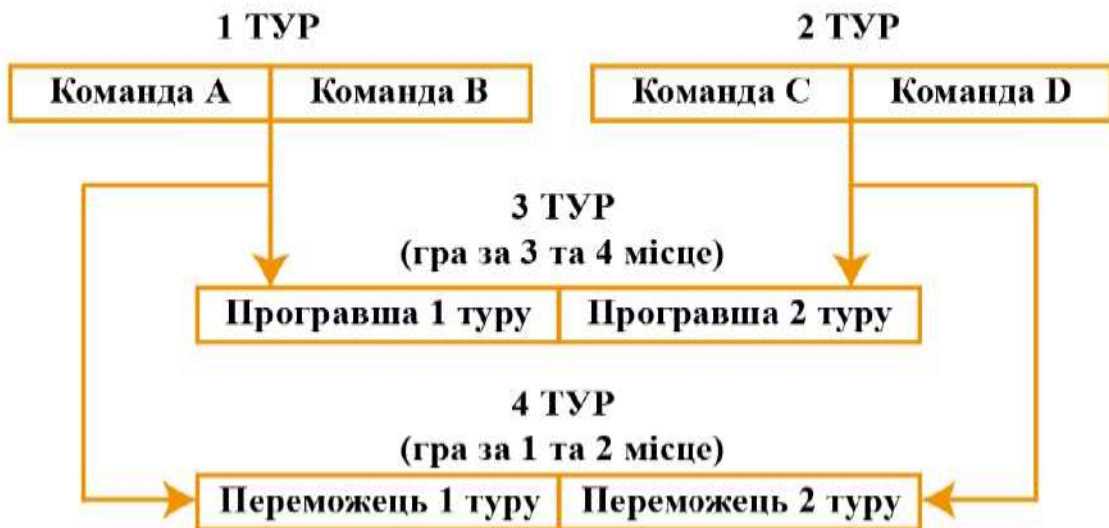 1 ТУР
2 ТУР
Команда A
Команда B
Команда C
Команда D
3 ТУР
(гра за 3 та 4 місце)
Програвша 1 туру
Програвша 2 туру
4 ТУР
(гра за 1 та 2 місце)
Переможець 1 туру
Переможець 2 туру